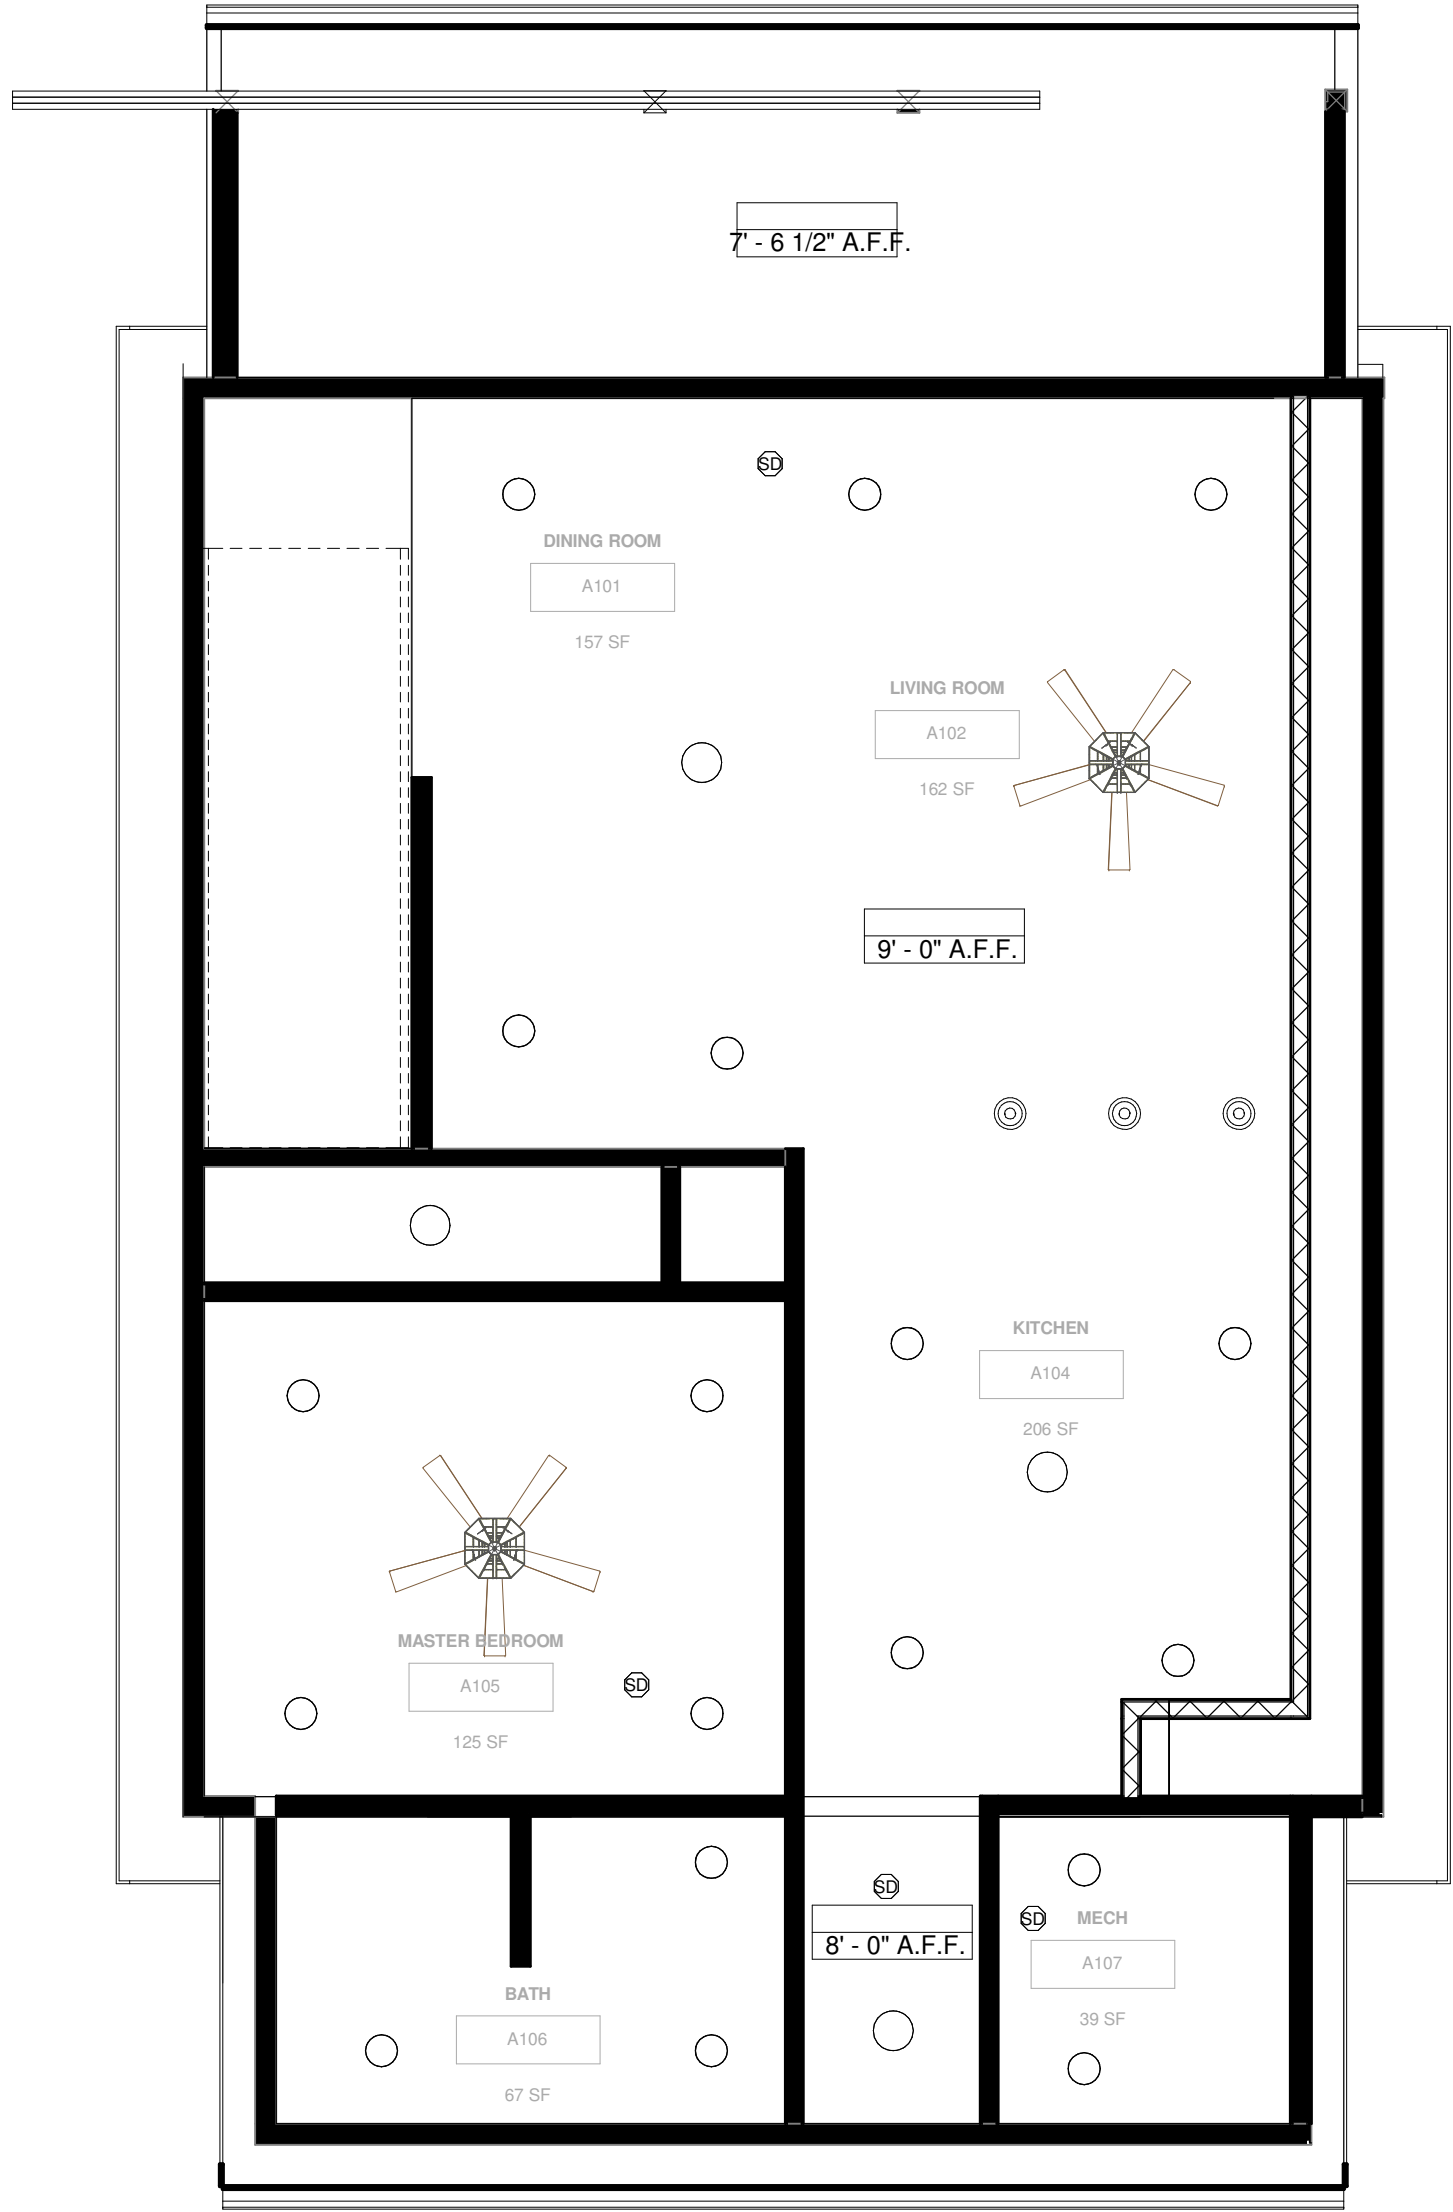 7' - 6 1/2" A.F.F.
SD
DINING ROOM
A101
157 SF
LIVING ROOM
A102
162 SF
9' - 0" A.F.F.
KITCHEN
A104
206 SF
MASTER BEDROOM
A105
125 SF
SD
SD
8' - 0" A.F.F.
SD
MECH
A107
39 SF
BATH
A106
67 SF